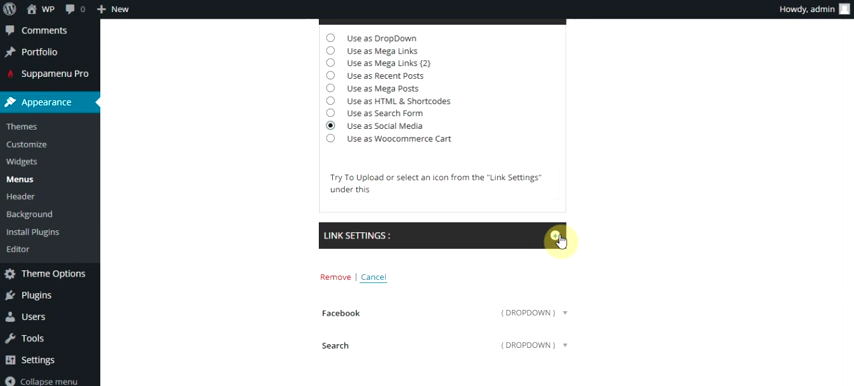 WP 0 + New Howdy, admin
Comments
Portfolio
Suppamenu Pro
Appearance
Themes
Customize
Widgets
Menus
Header
Background
Install Plugins
Editor
Theme Options
Plugins
Users
Tools
Settings
Collapse menu
Use as DropDown
Use as Mega Links
Use as Mega Links {2}
Use as Recent Posts
Use as Mega Posts
Use as HTML & Shortcodes
Use as Search Form
Use as Social Media
Use as Woocommerce Cart
Try To Upload or select an icon from the "Link Settings"
under this
LINK SETTINGS :
Remove | Cancel
Facebook ( DROPDOWN )
Search ( DROPDOWN )